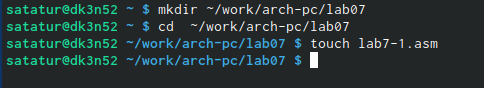 satatur@dk3n52 ~ $ mkdir ~/work/arch-pc/lab07
satatur@dk3n52 ~ $ cd  ~/work/arch-pc/lab07
satatur@dk3n52 ~/work/arch-pc/lab07 $ touch lab7-1.asm
satatur@dk3n52 ~/work/arch-pc/lab07 $